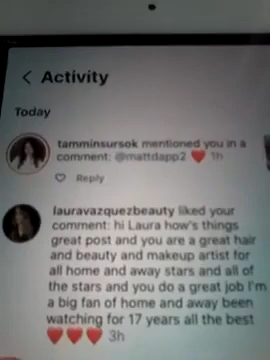 < Activity
Today
tamminsursok mentioned you in a
comment: @mattdapp2 ❤️ 1h
Reply
lauravazquezbeauty liked your
comment: hi Laura how's things
great post and you are a great hair
and beauty and makeup artist for
all home and away stars and all of
the stars and you do a great job I'm
a big fan of home and away been
watching for 17 years all the best
❤️❤️❤️ 3h